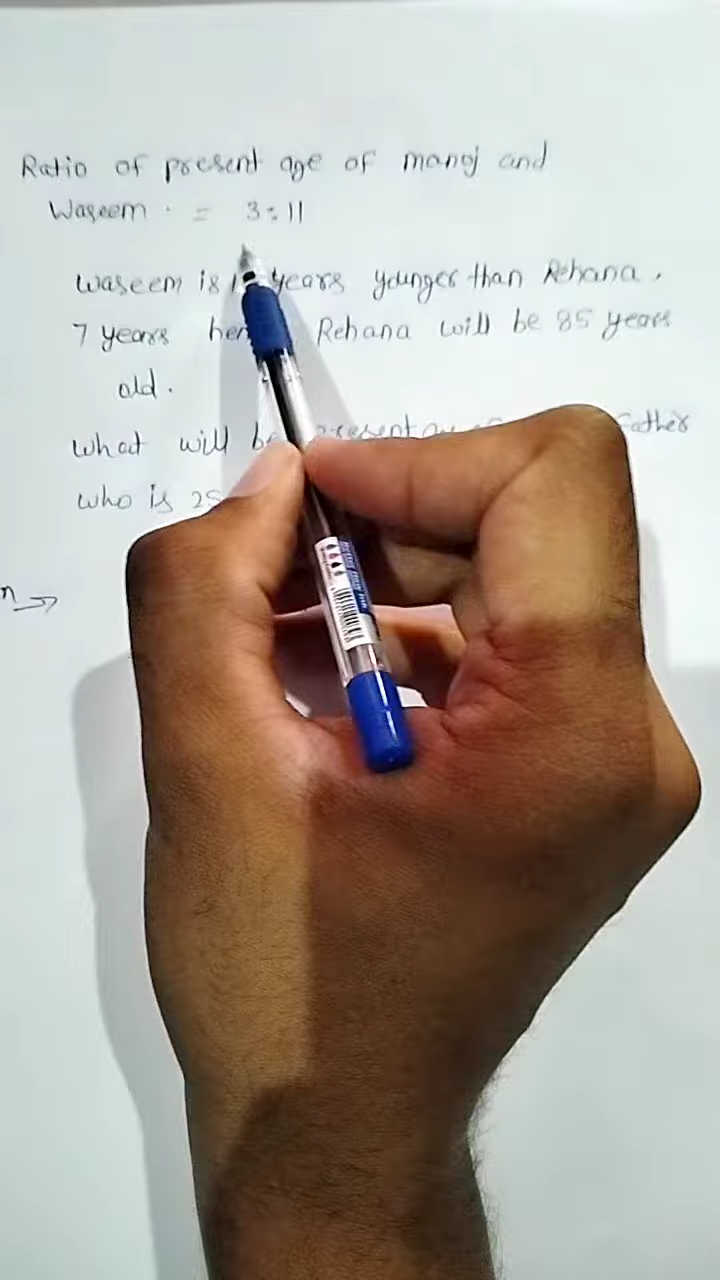 Ratio of present age of manoj and
Waseem = 3:11
Waseem is years younger than Rehana.
7 years Rehana will be 85 years
old.
What will be present father
who is 25